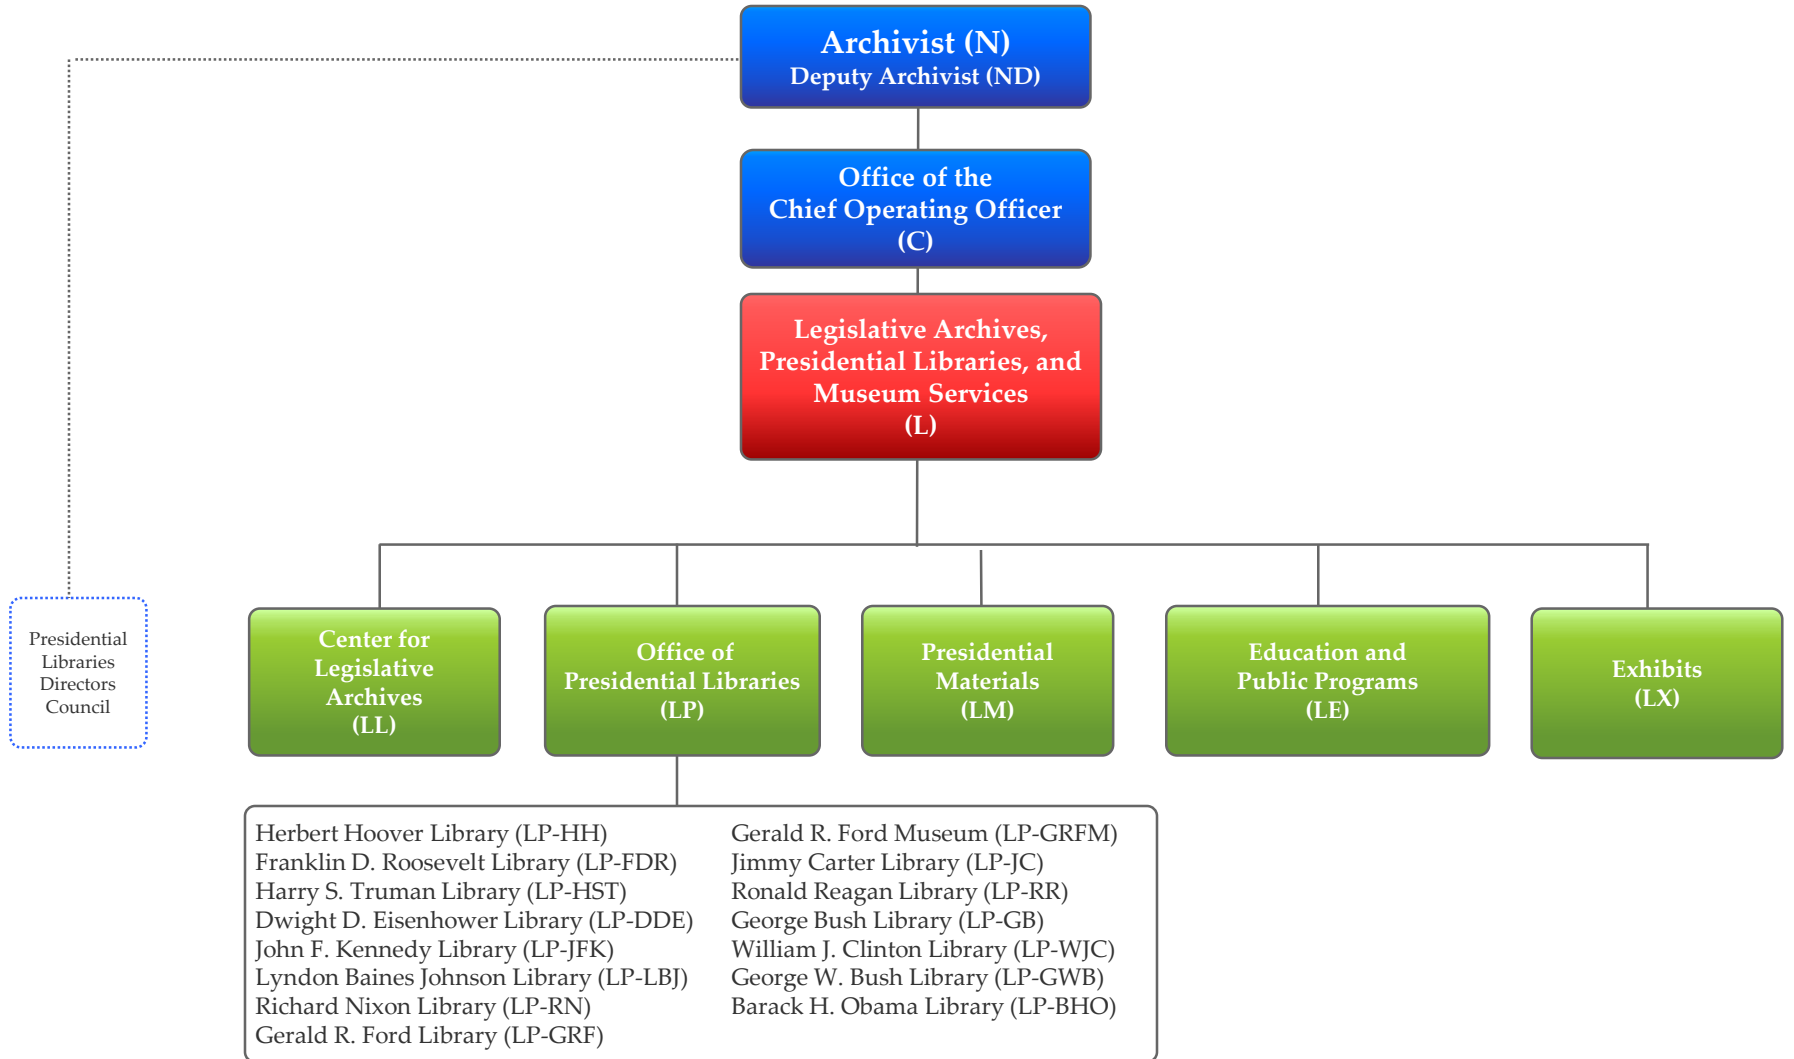 Archivist (N)
Deputy Archivist (ND)
Office of the
Chief Operating Officer
(C)
Legislative Archives,
Presidential Libraries, and
Museum Services
(L)
Presidential
Libraries
Directors
Council
Center for
Legislative
Archives
(LL)
Office of
Presidential Libraries
(LP)
Presidential
Materials
(LM)
Education and
Public Programs
(LE)
Exhibits
(LX)
Herbert Hoover Library (LP-HH)
Franklin D. Roosevelt Library (LP-FDR)
Harry S. Truman Library (LP-HST)
Dwight D. Eisenhower Library (LP-DDE)
John F. Kennedy Library (LP-JFK)
Lyndon Baines Johnson Library (LP-LBJ)
Richard Nixon Library (LP-RN)
Gerald R. Ford Library (LP-GRF)
Gerald R. Ford Museum (LP-GRFM)
Jimmy Carter Library (LP-JC)
Ronald Reagan Library (LP-RR)
George Bush Library (LP-GB)
William J. Clinton Library (LP-WJC)
George W. Bush Library (LP-GWB)
Barack H. Obama Library (LP-BHO)